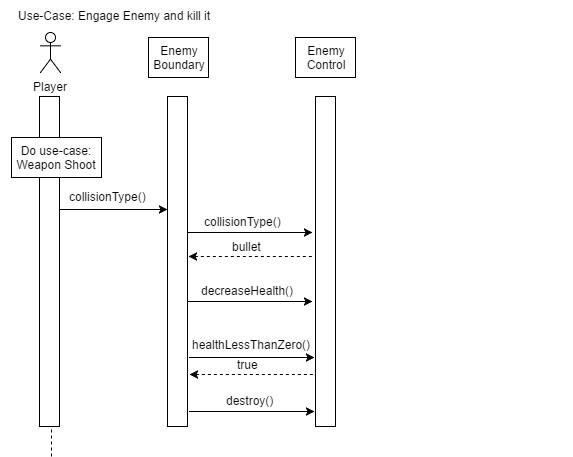 Use-Case: Engage Enemy and kill it
Enemy
Boundary
Enemy
Control
Player
Do use-case:
Weapon Shoot
collisionType()
collisionType()
bullet
decreaseHealth()
healthLessThanZero()
true
destroy()